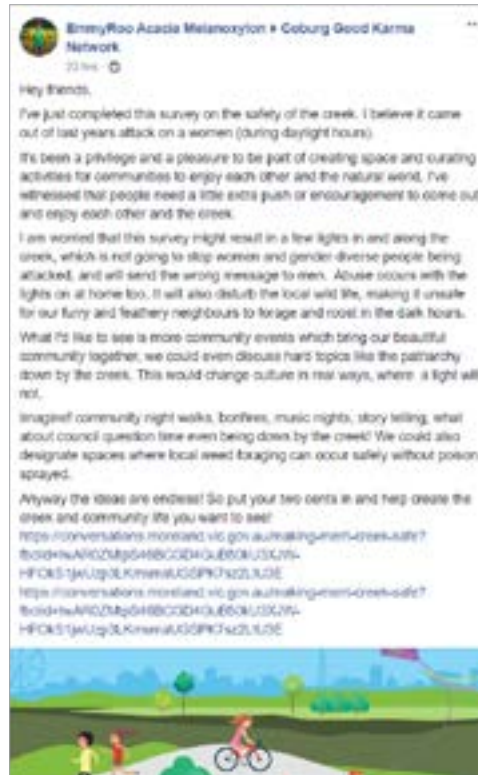 EmmyRoo Acacia Melanoxylon ▸ Coburg Good Karma
Network
23 hrs ·
Hey friends,
I've just completed this survey on the safety of the creek. I believe it came
out of last years attack on a women (during daylight hours).
It's been a privilege and a pleasure to be part of creating space and curating
activities for communities to enjoy each other and the natural world. I've
witnessed that people need a little extra push or encouragement to come out
and enjoy each other and the creek.
I am worried that this survey might result in a few lights in and along the
creek, which is not going to stop women and gender diverse people being
attacked, and will send the wrong message to men. Abuse occurs with the
lights on at home too. It will also disturb the local wild life, making it unsafe
for our furry and feathery neighbours to forage and roost in the dark hours.
What I'd like to see is more community events which bring our beautiful
community together, we could even discuss hard topics like the patriarchy
down by the creek. This would change culture in real ways, where a light will
not.
Imagine! community night walks, bonfires, music nights, story telling, what
about council question time even being down by the creek! We could also
designate spaces where local weed foraging can occur safely without poison
sprayed.
Anyway the ideas are endless! So put your two cents in and help create the
creek and community life you want to see!
https://conversations.moreland.vic.gov.au/making-merri-creek-safe?
https://conversations.moreland.vic.gov.au/making-merri-creek-safe?